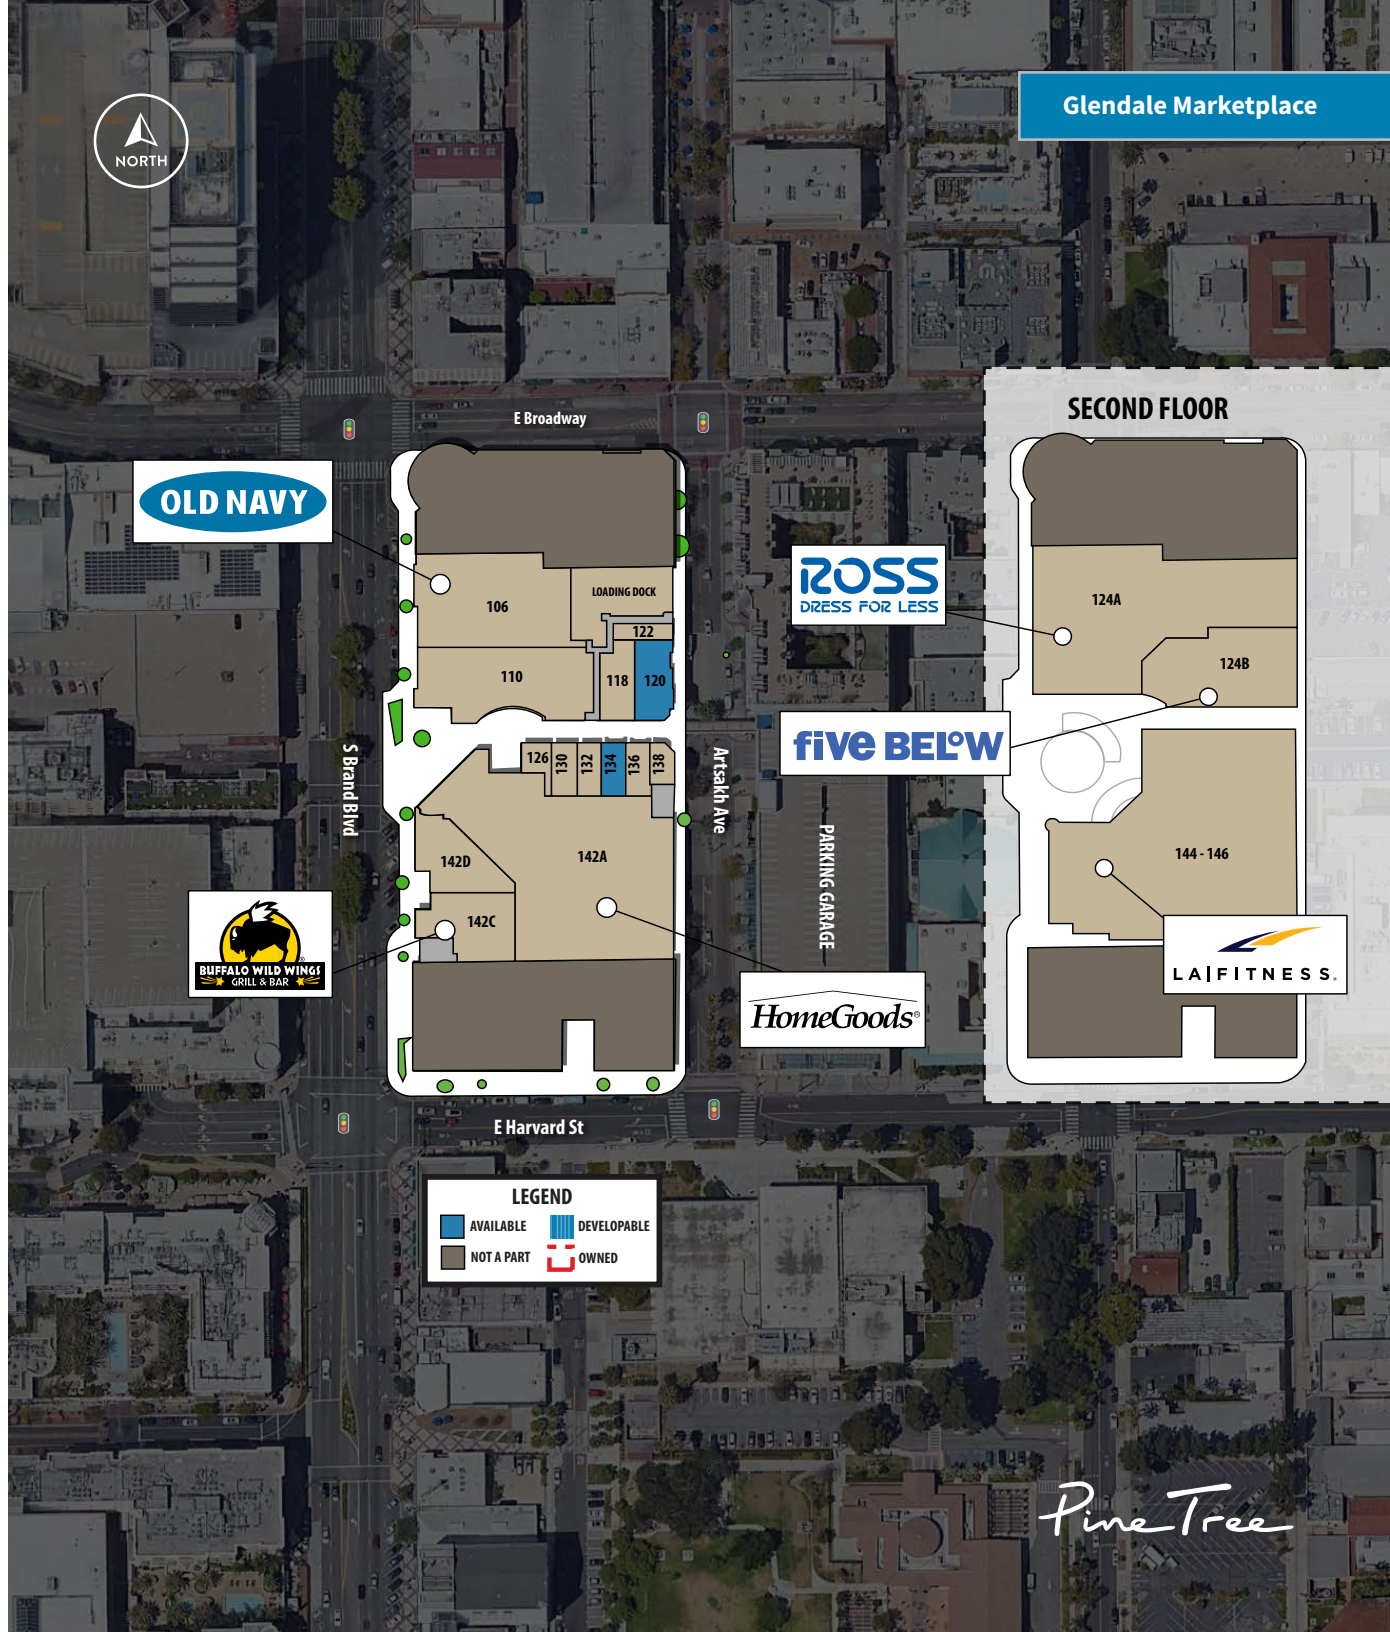 Glendale Marketplace
NORTH
SECOND FLOOR
E Broadway
OLD NAVY
ROSS
DRESS FOR LESS
LOADING DOCK
106
122
110
118
120
124A
124B
five BELOW
S Brand Blvd
126
130
132
134
136
138
Artsakh Ave
PARKING GARAGE
142D
142A
142C
144 - 146
BUFFALO WILD WINGS
GRILL & BAR
®
LA|FITNESS.
HomeGoods®
E Harvard St
LEGEND
AVAILABLE
DEVELOPABLE
NOT A PART
OWNED
Pine Tree